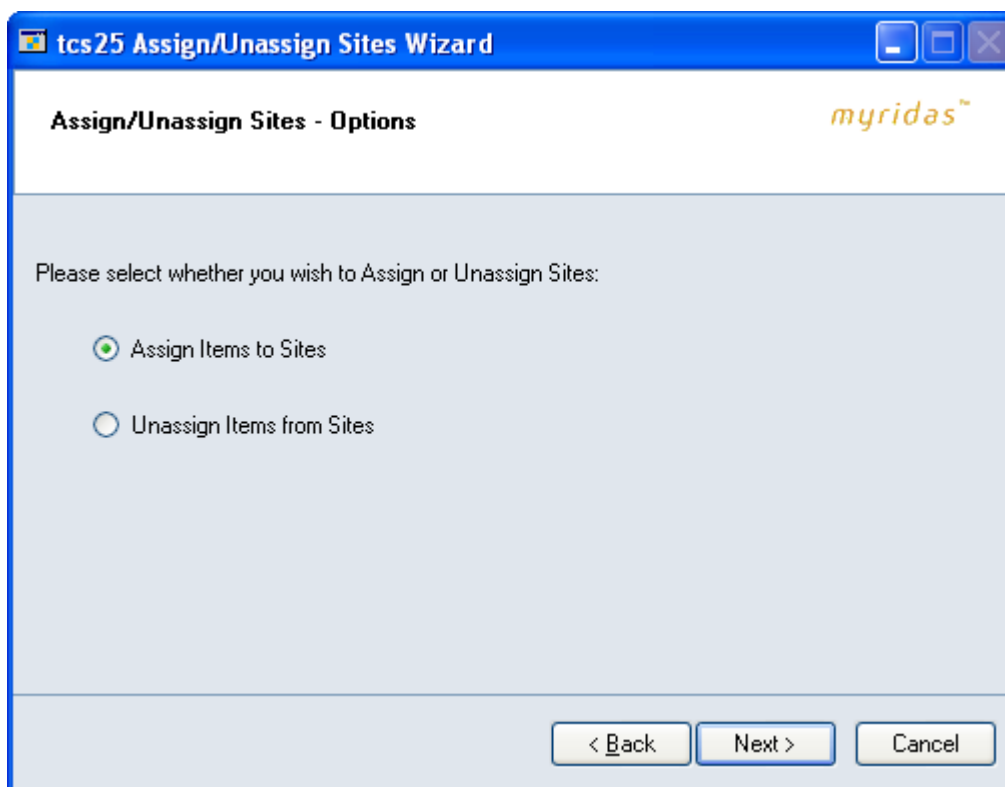 tcs25 Assign/Unassign Sites Wizard
Assign/Unassign Sites - Options
myridas™
Please select whether you wish to Assign or Unassign Sites:
Assign Items to Sites
Unassign Items from Sites
< Back Next > Cancel